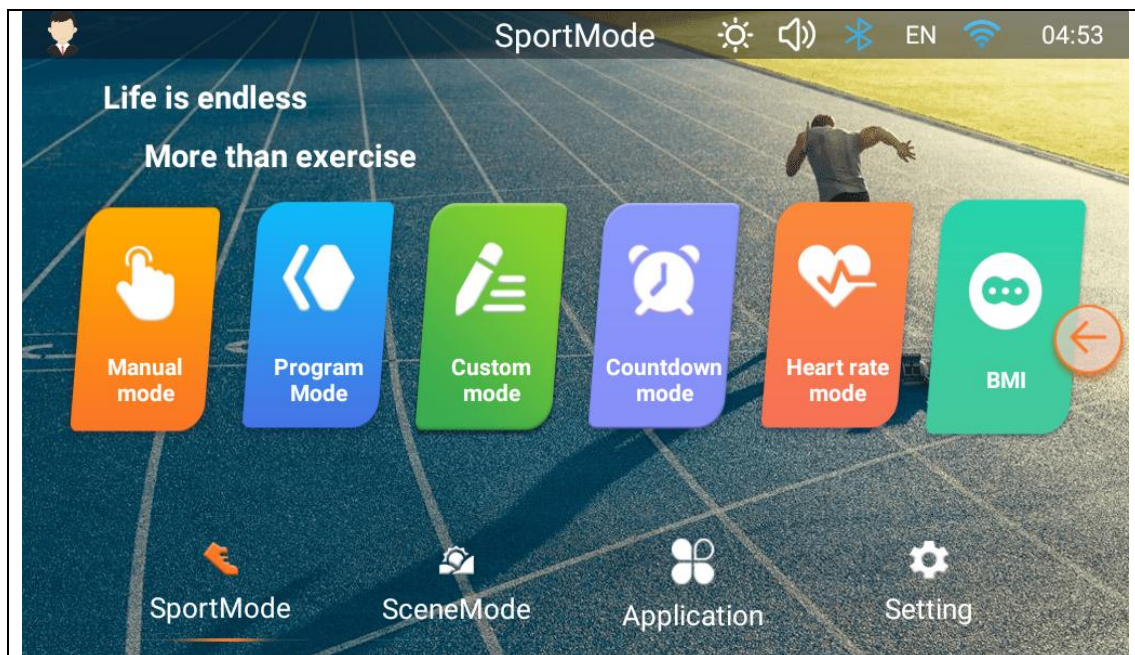 SportMode
EN
04:53
Life is endless
More than exercise
Manual
mode
Program
Mode
Custom
mode
Countdown
mode
Heart rate
mode
BMI
SportMode
SceneMode
Application
Setting